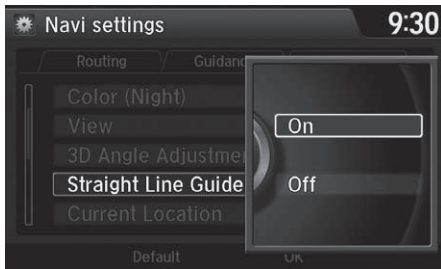 Navi settings
9:30
Routing
Guidanc
Color (Night)
View
3D Angle Adjustme
Straight Line Guide
Current Location
On
Off
Default
OK